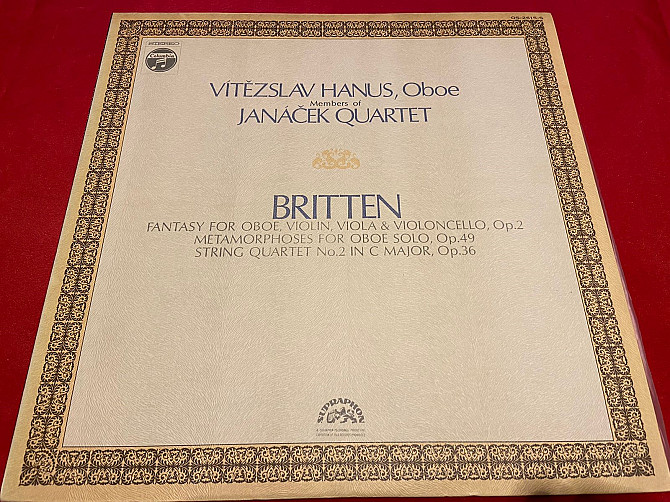 STEREO
Columbia
VÍTĚZSLAV HANUS, Oboe
Members of
JANÁČEK QUARTET
BRITTEN
FANTASY FOR OBOE, VIOLIN, VIOLA & VIOLONCELLO, Op.2
METAMORPHOSES FOR OBOE SOLO, Op.49
STRING QUARTET No.2 IN C MAJOR, Op.36
SUPRAPHON